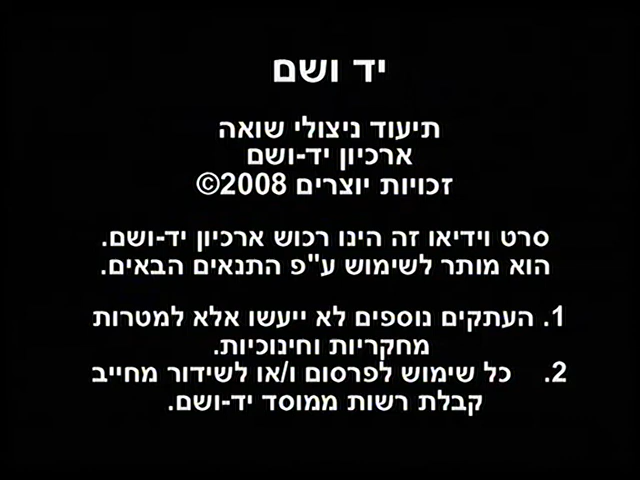 יד ושם
תיעוד ניצולי שואה
ארכיון יד-ושם
זכויות יוצרים 2008©
סרט וידיאו זה הינו רכוש ארכיון יד-ושם.
הוא מותר לשימוש ע"פ התנאים הבאים.
1. העתקים נוספים לא ייעשו אלא למטרות
מחקריות וחינוכיות.
2. כל שימוש לפרסום ו/או לשידור מחייב
קבלת רשות ממוסד יד-ושם.